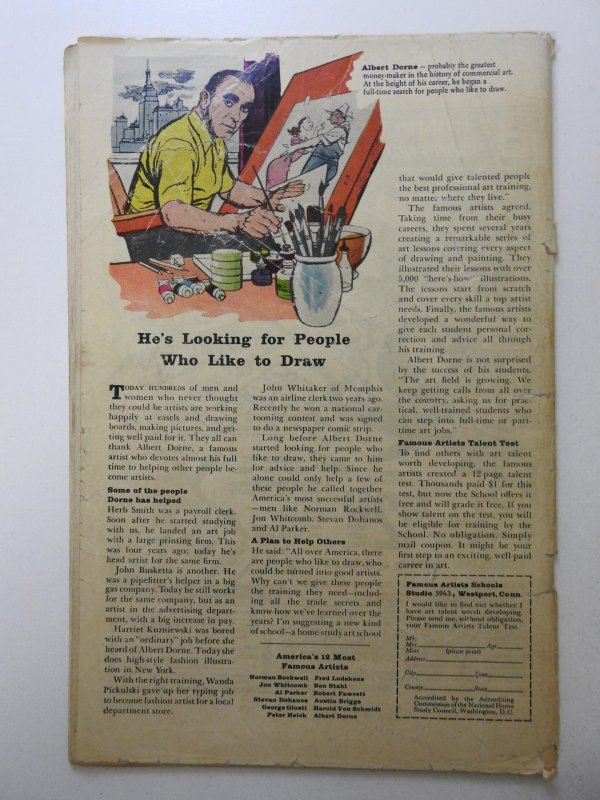 Albert Dorne — probably the greatest
money-maker in the history of commercial art.
At the height of his career, he began a
full-time search for people who like to draw.
He's Looking for People
Who Like to Draw
TODAY HUNDREDS of men and
women who never thought
they could be artists are working
happily at easels and drawing
boards, making pictures, and get-
ting well paid for it. They all can
thank Albert Dorne, a famous
artist who devotes almost his full
time to helping other people be-
come artists.
Some of the people
Dorne has helped
Herb Smith was a payroll clerk.
Soon after he started studying
with us, he landed an art job
with a large printing firm. This
was four years ago; today he's
head artist for the same firm.
John Busketta is another. He
was a pipefitter's helper in a big
gas company. Today he still works
for the same company, but as an
artist in the advertising depart-
ment, with a big increase in pay.
Harriet Kuzniewski was bored
with an "ordinary" job before she
heard of Albert Dorne. Today she
does high-style fashion illustra-
tion in New York.
With the right training, Wanda
Pickulski gave up her typing job
to become fashion artist for a local
department store.
John Whitaker of Memphis
was an airline clerk two years ago.
Recently he won a national car-
tooning contest and was signed
to do a newspaper comic strip.
Long before Albert Dorne
started looking for people who
like to draw, they came to him
for advice and help. Since he
alone could only help a few of
these people he called together
America's most successful artists
—men like Norman Rockwell,
Jon Whitcomb, Stevan Dohanos
and Al Parker.
A Plan to Help Others
He said: "All over America, there
are people who like to draw, who
could be turned into good artists.
Why can't we give these people
the training they need—includ-
ing all the trade secrets and
know-how we've learned over the
years? I'm suggesting a new kind
of school—a home-study art school
America's 12 Most
Famous Artists
Norman Rockwell Fred Ludekens
Jon Whitcomb Ben Stahl
Al Parker Robert Fawcett
Stevan Dohanos Austin Briggs
George Giusti Harold Von Schmidt
Peter Helck Albert Dorne
that would give talented people
the best professional art training,
no matter where they live."
The famous artists agreed.
Taking time from their busy
careers, they spent several years
creating a remarkable series of
art lessons covering every aspect
of drawing and painting. They
illustrated their lessons with over
5,000 "here's-how" illustrations.
The lessons start from scratch
and cover every skill a top artist
needs. Finally, the famous artists
developed a wonderful way to
give each student personal cor-
rection and advice all through
his training.
Albert Dorne is not surprised
by the success of his students.
"The art field is growing. We
keep getting calls from all over
the country, asking us for prac-
tical, well-trained students who
can step into full-time or part-
time art jobs."
Famous Artists Talent Test
To find others with art talent
worth developing, the famous
artists created a 12-page talent
test. Thousands paid $1 for this
test, but now the School offers it
free and will grade it free. If you
show talent on the test, you will
be eligible for training by the
School. No obligation. Simply
mail coupon. It might be your
first step to an exciting, well-paid
art career.
Famous Artists Schools
Studio 5943, Westport, Conn.
I would like to find out whether I
have art talent worth developing.
Please send me, without obligation,
your Famous Artists Talent Test.
Mr.
Mrs. Age
Miss (please print)
Address
City Zone
County State
Accredited by the Accrediting
Commission of the National Home
Study Council, Washington, D.C.